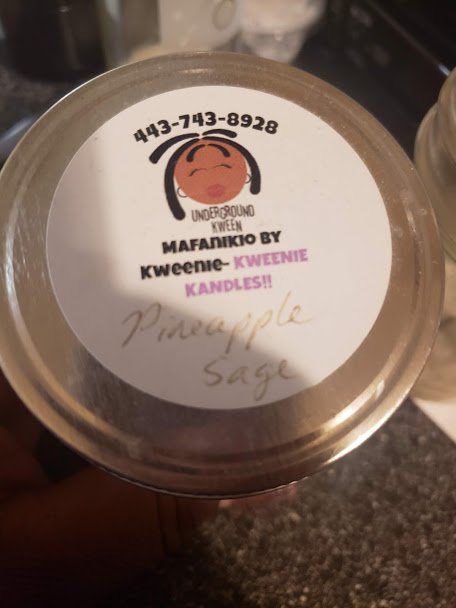 443-743-8928
UNDERGROUND
KWEEN
MAFANIKIO BY
KWEENIE- KWEENIE
KANDLES!!
Pineapple
Sage